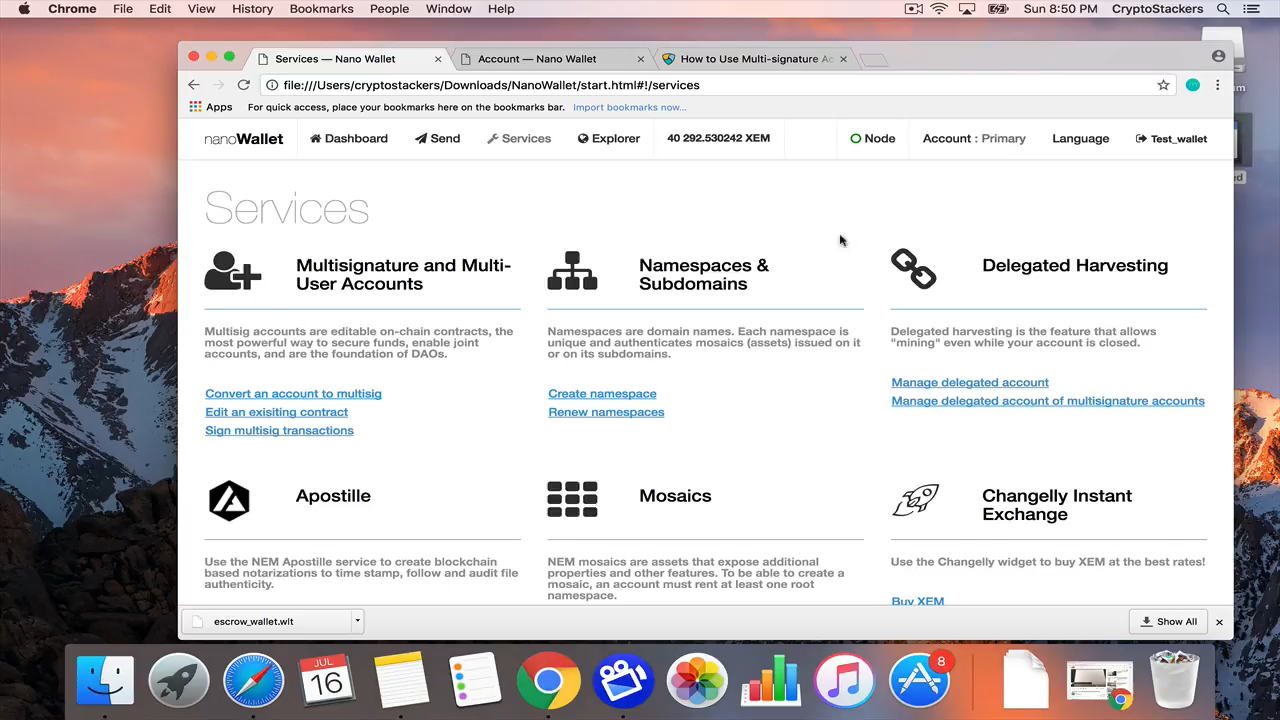 Chrome File Edit View History Bookmarks People Window Help Sun 8:50 PM CryptoStackers
Services — Nano Wallet
Account — Nano Wallet
How to Use Multi-signature Ac
file:///Users/cryptostackers/Downloads/NanoWallet/start.html#!/services
Apps For quick access, place your bookmarks here on the bookmarks bar. Import bookmarks now...
nanoWallet Dashboard Send Services Explorer 40 292.530242 XEM Node Account : Primary Language Test_wallet
Services
Multisignature and Multi-
User Accounts
Multisig accounts are editable on-chain contracts, the
most powerful way to secure funds, enable joint
accounts, and are the foundation of DAOs.
Convert an account to multisig
Edit an exisiting contract
Sign multisig transactions
Namespaces &
Subdomains
Namespaces are domain names. Each namespace is
unique and authenticates mosaics (assets) issued on it
or on its subdomains.
Create namespace
Renew namespaces
Delegated Harvesting
Delegated harvesting is the feature that allows
"mining" even while your account is closed.
Manage delegated account
Manage delegated account of multisignature accounts
Apostille
Use the NEM Apostille service to create blockchain
based notarizations to time stamp, follow and audit file
authenticity.
Mosaics
NEM mosaics are assets that expose additional
properties and other features. To be able to create a
mosaic, an account must rent at least one root
namespace.
Changelly Instant
Exchange
Use the Changelly widget to buy XEM at the best rates!
Buy XEM
escrow_wallet.wlt
Show All
JUL
16
8